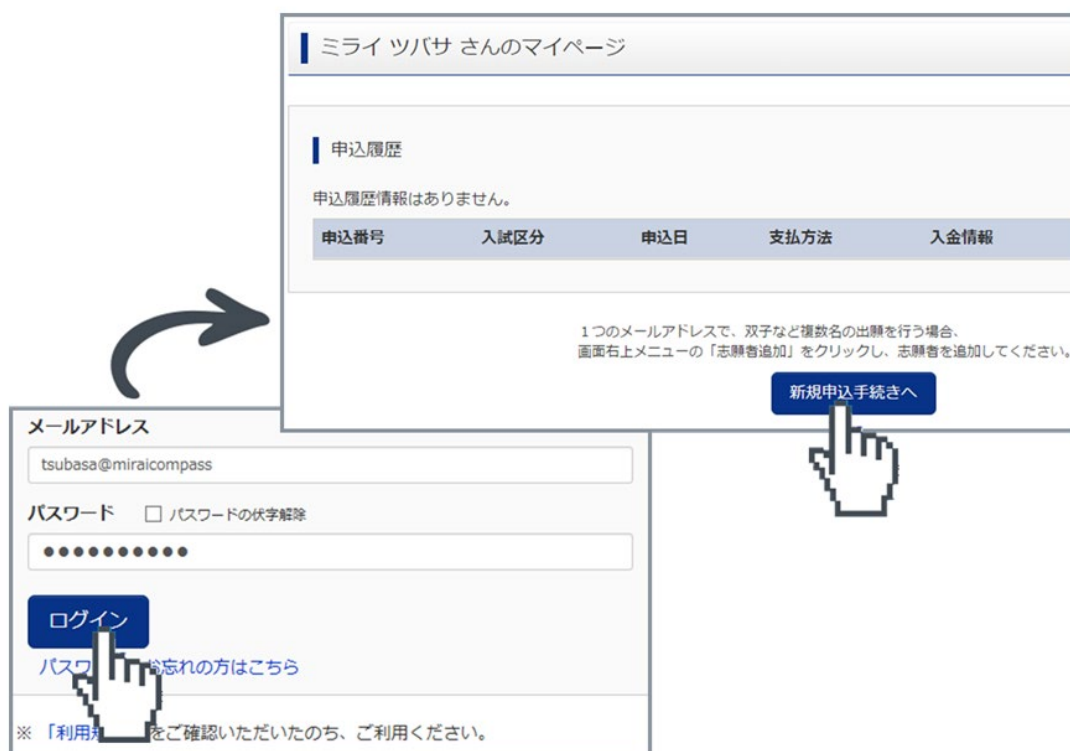 ミライ ツバサ さんのマイページ
申込履歴
申込履歴情報はありません。
申込番号 入試区分 申込日 支払方法 入金情報
１つのメールアドレスで、双子など複数名の出願を行う場合、
画面右上メニューの「志願者追加」をクリックし、志願者を追加してください。
新規申込手続きへ
メールアドレス
tsubasa@miraicompass
パスワード パスワードの伏字解除
●●●●●●●●●●
ログイン
パスワ お忘れの方はこちら
※ 「利用 をご確認いただいたのち、ご利用ください。